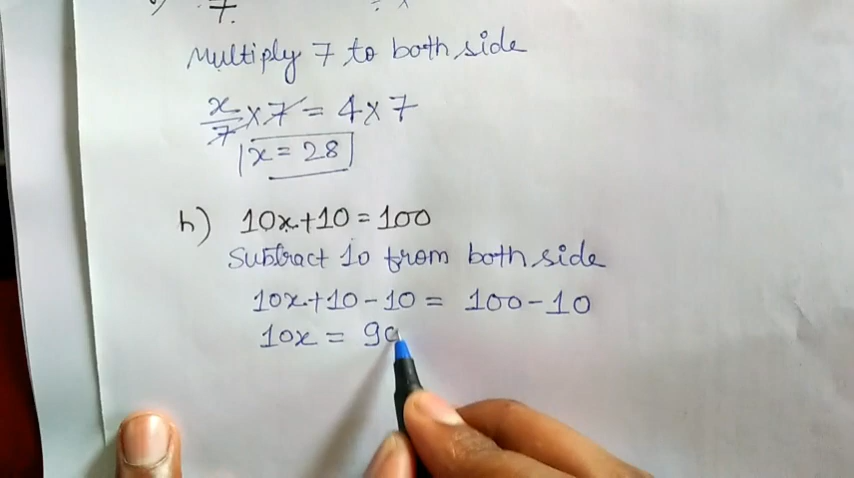 7
Multiply 7 to both side
x/7 × 7 = 4 × 7
x = 28
h) 10x + 10 = 100
Subtract 10 from both side
10x + 10 - 10 = 100 - 10
10x = 90